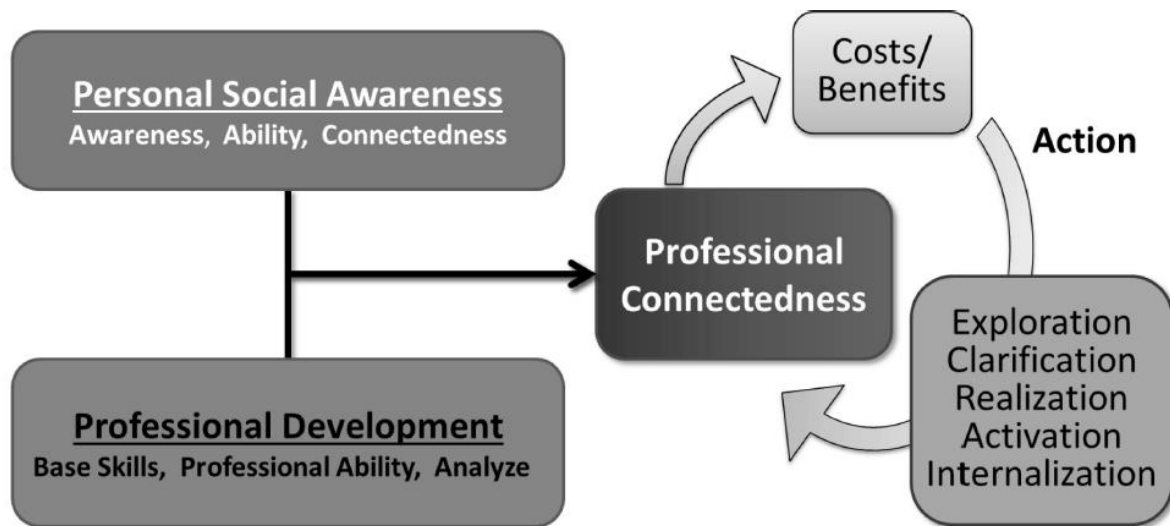 Personal Social Awareness
Awareness, Ability, Connectedness
Professional Development
Base Skills, Professional Ability, Analyze
Professional
Connectedness
Costs/
Benefits
Action
Exploration
Clarification
Realization
Activation
Internalization